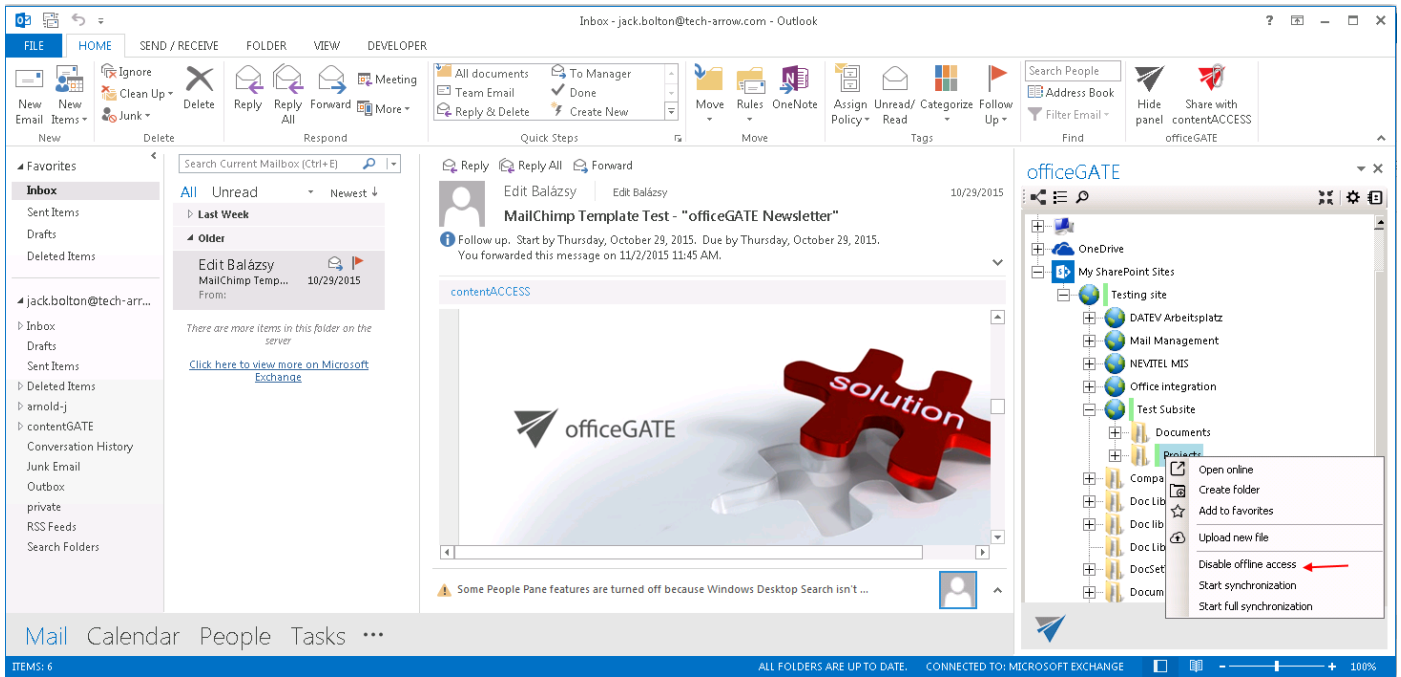 Inbox - jack.bolton@tech-arrow.com - Outlook
FILE HOME SEND / RECEIVE FOLDER VIEW DEVELOPER
New Email
New Items
Ignore
Clean Up
Junk
Delete
Reply
Reply All
Forward
Meeting
More
All documents
Team Email
Reply & Delete
To Manager
Done
Create New
Move
Rules
OneNote
Assign Policy
Unread/ Read
Categorize
Follow Up
Search People
Address Book
Filter Email
Hide panel
Share with contentACCESS
New Delete Respond Quick Steps Move Tags Find officeGATE
Favorites
Inbox
Sent Items
Drafts
Deleted Items
jack.bolton@tech-arr...
Inbox
Drafts
Sent Items
Deleted Items
arnold-j
contentGATE
Conversation History
Junk Email
Outbox
private
RSS Feeds
Search Folders
Search Current Mailbox (Ctrl+E)
All Unread Newest
Last Week
Older
Edit Balázsy
MailChimp Temp... 10/29/2015
From:
There are more items in this folder on the
server
Click here to view more on Microsoft
Exchange
Reply Reply All Forward
Edit Balázsy Edit Balázsy 10/29/2015
MailChimp Template Test - "officeGATE Newsletter"
Follow up. Start by Thursday, October 29, 2015. Due by Thursday, October 29, 2015.
You forwarded this message on 11/2/2015 11:45 AM.
contentACCESS
officeGATE
solution
Some People Pane features are turned off because Windows Desktop Search isn't ...
officeGATE
OneDrive
My SharePoint Sites
Testing site
DATEV Arbeitsplatz
Mail Management
NEVITEL MIS
Office integration
Test Subsite
Documents
Projects
Compa
Doc Lib
Doc lib
Doc Lib
DocSet
Docum
Open online
Create folder
Add to favorites
Upload new file
Disable offline access
Start synchronization
Start full synchronization
Mail Calendar People Tasks
ITEMS: 6 ALL FOLDERS ARE UP TO DATE. CONNECTED TO: MICROSOFT EXCHANGE 100%